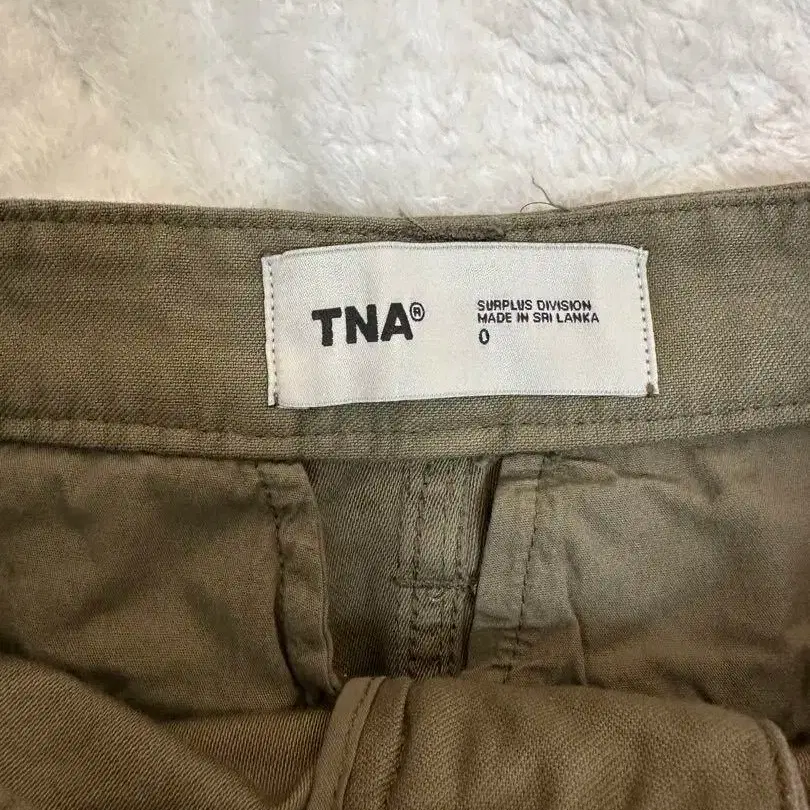 TNA®
SURPLUS DIVISION
MADE IN SRI LANKA
0